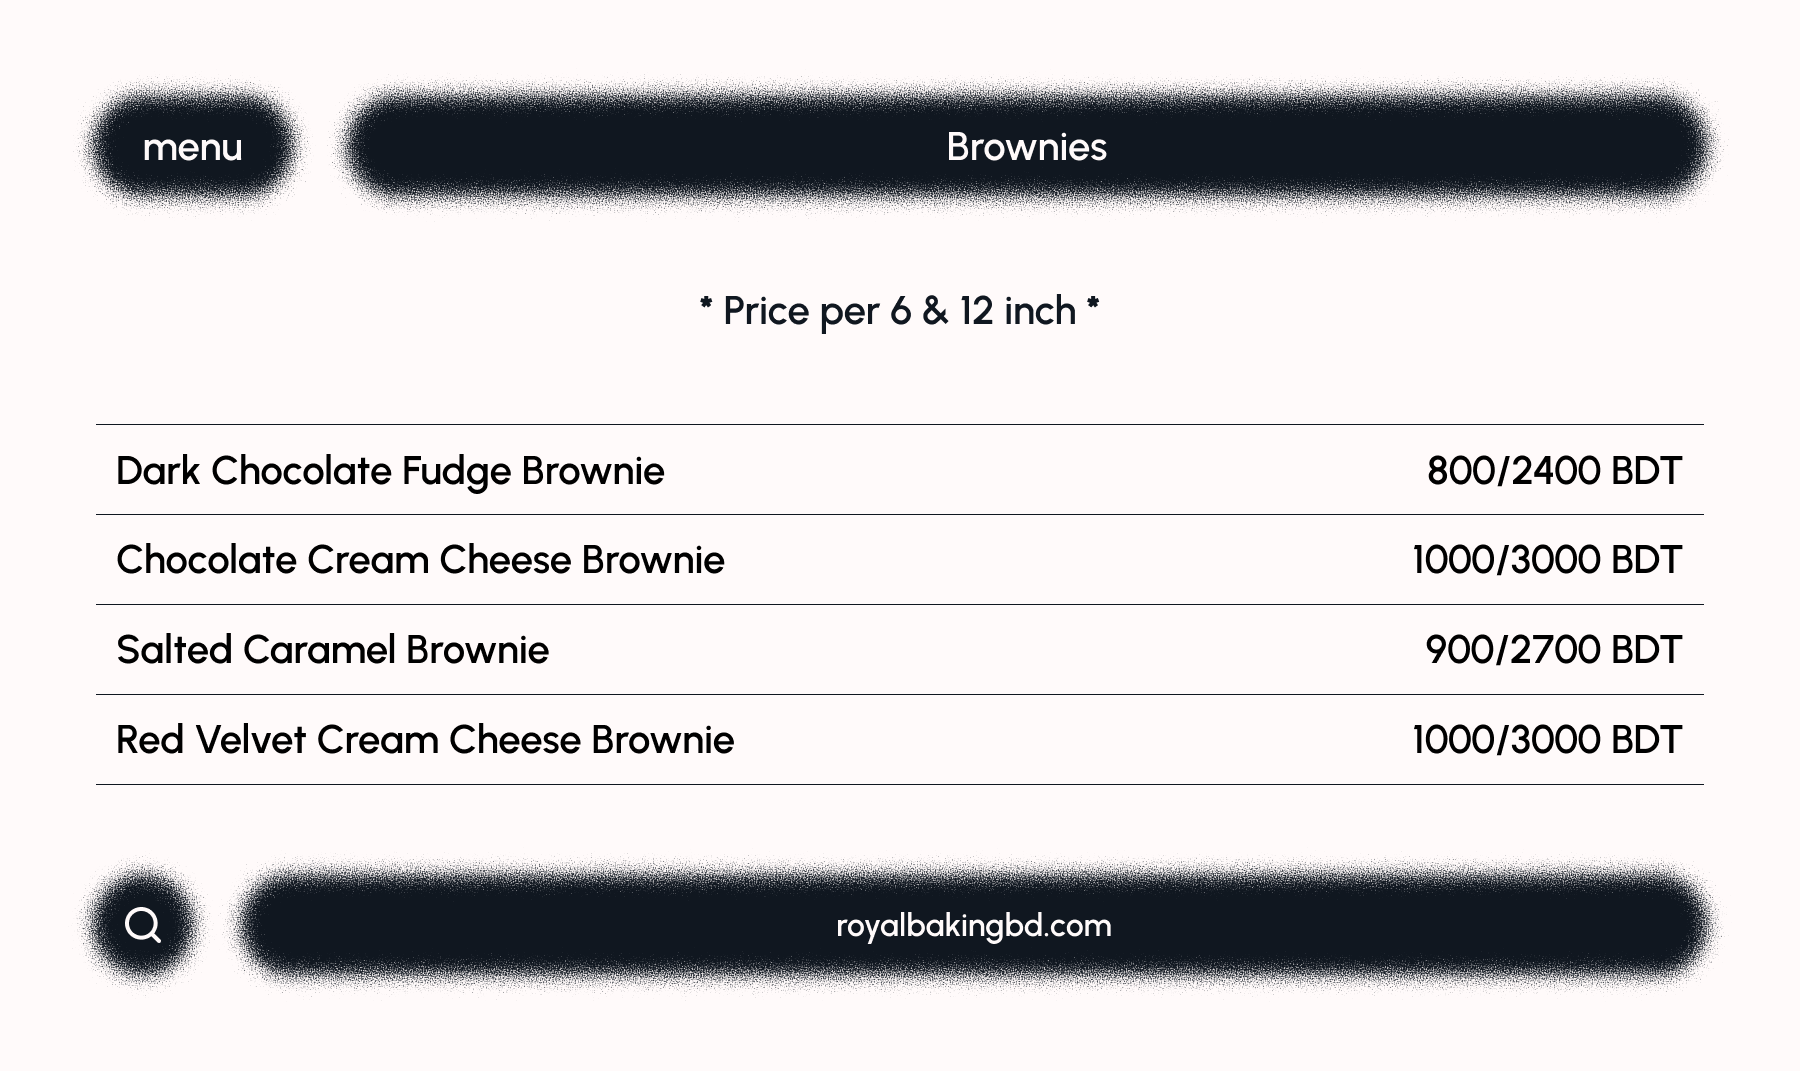 menu
Brownies
* Price per 6 & 12 inch *
Dark Chocolate Fudge Brownie 800/2400 BDT
Chocolate Cream Cheese Brownie 1000/3000 BDT
Salted Caramel Brownie 900/2700 BDT
Red Velvet Cream Cheese Brownie 1000/3000 BDT
royalbakingbd.com